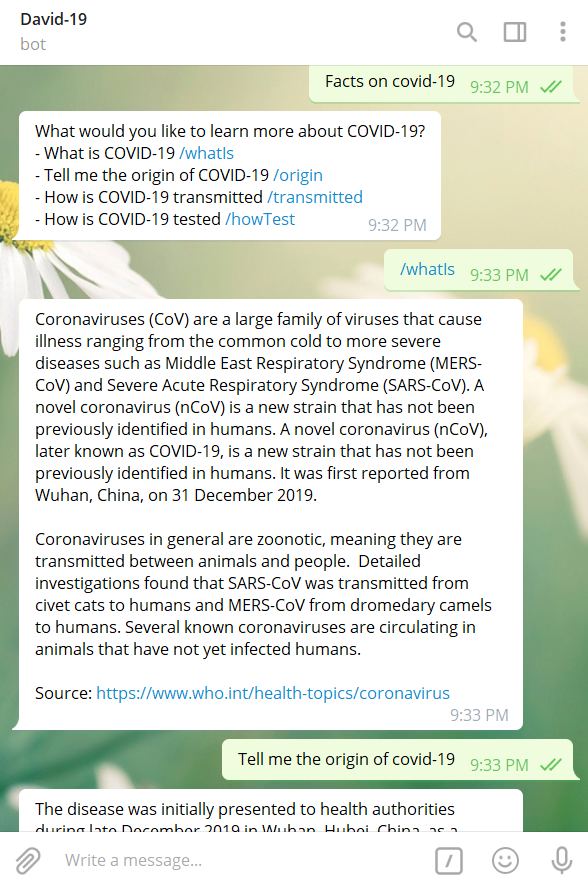 David-19
bot
Facts on covid-19 9:32 PM
What would you like to learn more about COVID-19?
- What is COVID-19 /whatIs
- Tell me the origin of COVID-19 /origin
- How is COVID-19 transmitted /transmitted
- How is COVID-19 tested /howTest
9:32 PM
/whatIs 9:33 PM
Coronaviruses (CoV) are a large family of viruses that cause
illness ranging from the common cold to more severe
diseases such as Middle East Respiratory Syndrome (MERS-
CoV) and Severe Acute Respiratory Syndrome (SARS-CoV). A
novel coronavirus (nCoV) is a new strain that has not been
previously identified in humans. A novel coronavirus (nCoV),
later known as COVID-19, is a new strain that has not been
previously identified in humans. It was first reported from
Wuhan, China, on 31 December 2019.
Coronaviruses in general are zoonotic, meaning they are
transmitted between animals and people.  Detailed
investigations found that SARS-CoV was transmitted from
civet cats to humans and MERS-CoV from dromedary camels
to humans. Several known coronaviruses are circulating in
animals that have not yet infected humans.
Source: https://www.who.int/health-topics/coronavirus
9:33 PM
Tell me the origin of covid-19 9:33 PM
The disease was initially presented to health authorities
during late December 2019 in Wuhan, Hubei, China, as a
Write a message...